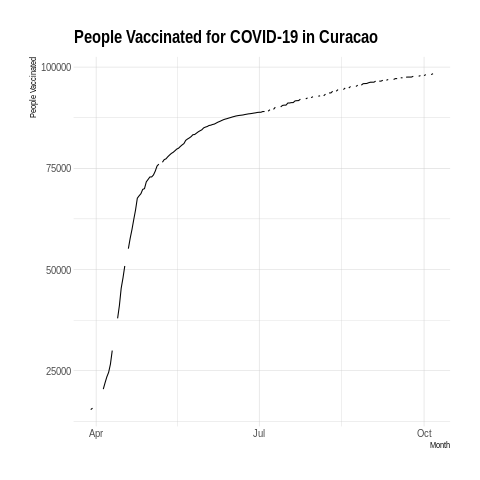 People Vaccinated for COVID-19 in Curacao
People Vaccinated
100000
75000
50000
25000
Apr Jul Oct
Month